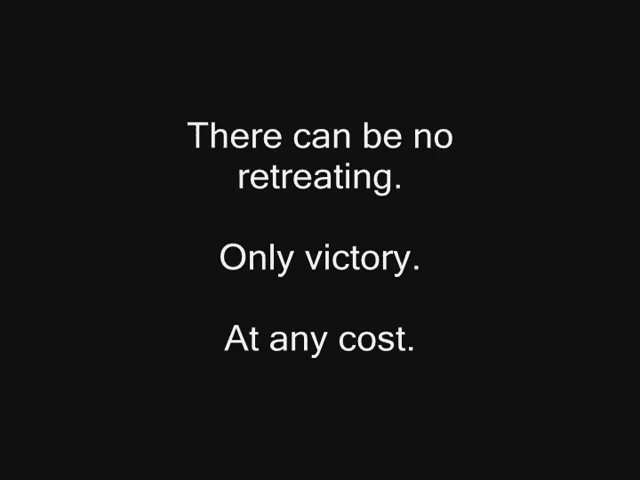 There can be no
retreating.
Only victory.
At any cost.